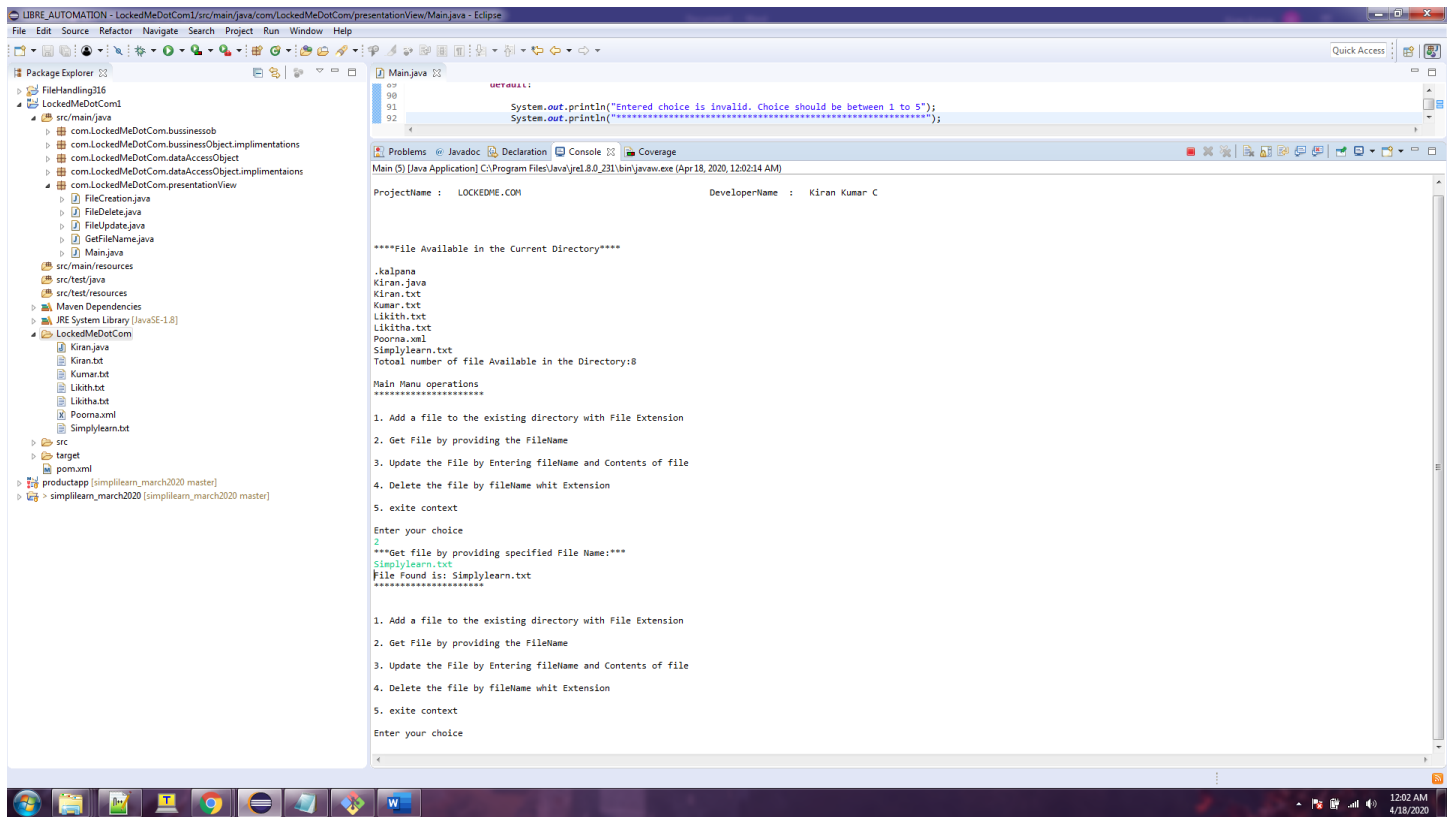 LIBRE_AUTOMATION - LockedMeDotCom1/src/main/java/com/LockedMeDotCom/presentationView/Main.java - Eclipse
File Edit Source Refactor Navigate Search Project Run Window Help
Quick Access
Package Explorer
FileHandling316
LockedMeDotCom1
src/main/java
com.LockedMeDotCom.bussinessob
com.LockedMeDotCom.bussinessObject.implimentations
com.LockedMeDotCom.dataAccessObject
com.LockedMeDotCom.dataAccessObject.implimentaions
com.LockedMeDotCom.presentationView
FileCreation.java
FileDelete.java
FileUpdate.java
GetFileName.java
Main.java
src/main/resources
src/test/java
src/test/resources
Maven Dependencies
JRE System Library [JavaSE-1.8]
LockedMeDotCom
Kiran.java
Kiran.txt
Kumar.txt
Likith.txt
Likitha.txt
Poorna.xml
Simplylearn.txt
src
target
pom.xml
productapp [simplilearn_march2020 master]
> simplilearn_march2020 [simplilearn_march2020 master]
Main.java
89 default:
90
91 System.out.println("Entered choice is invalid. Choice should be between 1 to 5");
92 System.out.println("***********************************************************");
Problems @ Javadoc Declaration Console Coverage
Main (5) [Java Application] C:\Program Files\Java\jre1.8.0_231\bin\javaw.exe (Apr 18, 2020, 12:02:14 AM)
ProjectName : LOCKEDME.COM DeveloperName : Kiran Kumar C
****File Available in the Current Directory****
.kalpana
Kiran.java
Kiran.txt
Kumar.txt
Likith.txt
Likitha.txt
Poorna.xml
Simplylearn.txt
Totoal number of file Available in the Directory:8
Main Manu operations
*********************
1. Add a file to the existing directory with File Extension
2. Get File by providing the FileName
3. Update the File by Entering fileName and Contents of file
4. Delete the file by fileName whit Extension
5. exite context
Enter your choice
2
***Get file by providing specified File Name:***
Simplylearn.txt
File Found is: Simplylearn.txt
*********************
1. Add a file to the existing directory with File Extension
2. Get File by providing the FileName
3. Update the File by Entering fileName and Contents of file
4. Delete the file by fileName whit Extension
5. exite context
Enter your choice
12:02 AM
4/18/2020